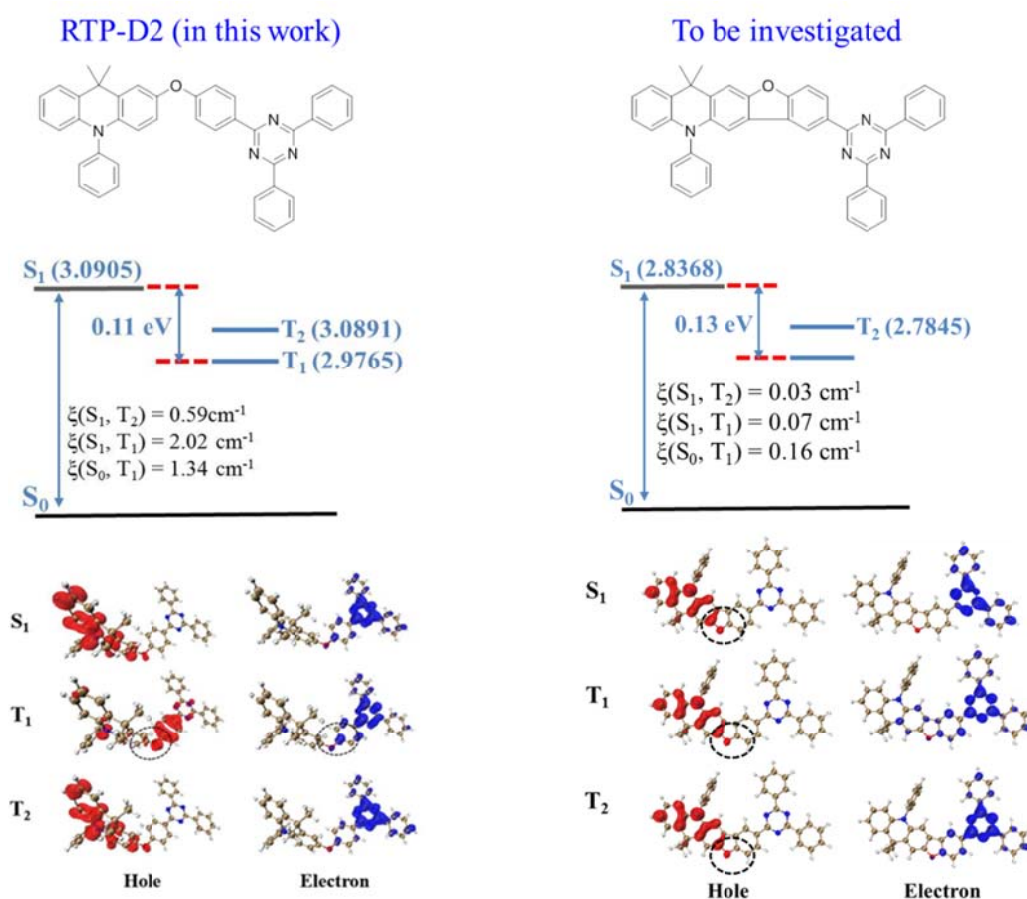 RTP-D2 (in this work)
O
N
N
N
N
S₁ (3.0905)
0.11 eV
T₂ (3.0891)
T₁ (2.9765)
ξ(S₁, T₂) = 0.59cm⁻¹
ξ(S₁, T₁) = 2.02 cm⁻¹
ξ(S₀, T₁) = 1.34 cm⁻¹
S₀
S₁
T₁
T₂
Hole Electron
To be investigated
O
N
N
N
N
S₁ (2.8368)
0.13 eV
T₂ (2.7845)
ξ(S₁, T₂) = 0.03 cm⁻¹
ξ(S₁, T₁) = 0.07 cm⁻¹
ξ(S₀, T₁) = 0.16 cm⁻¹
S₀
S₁
T₁
T₂
Hole Electron